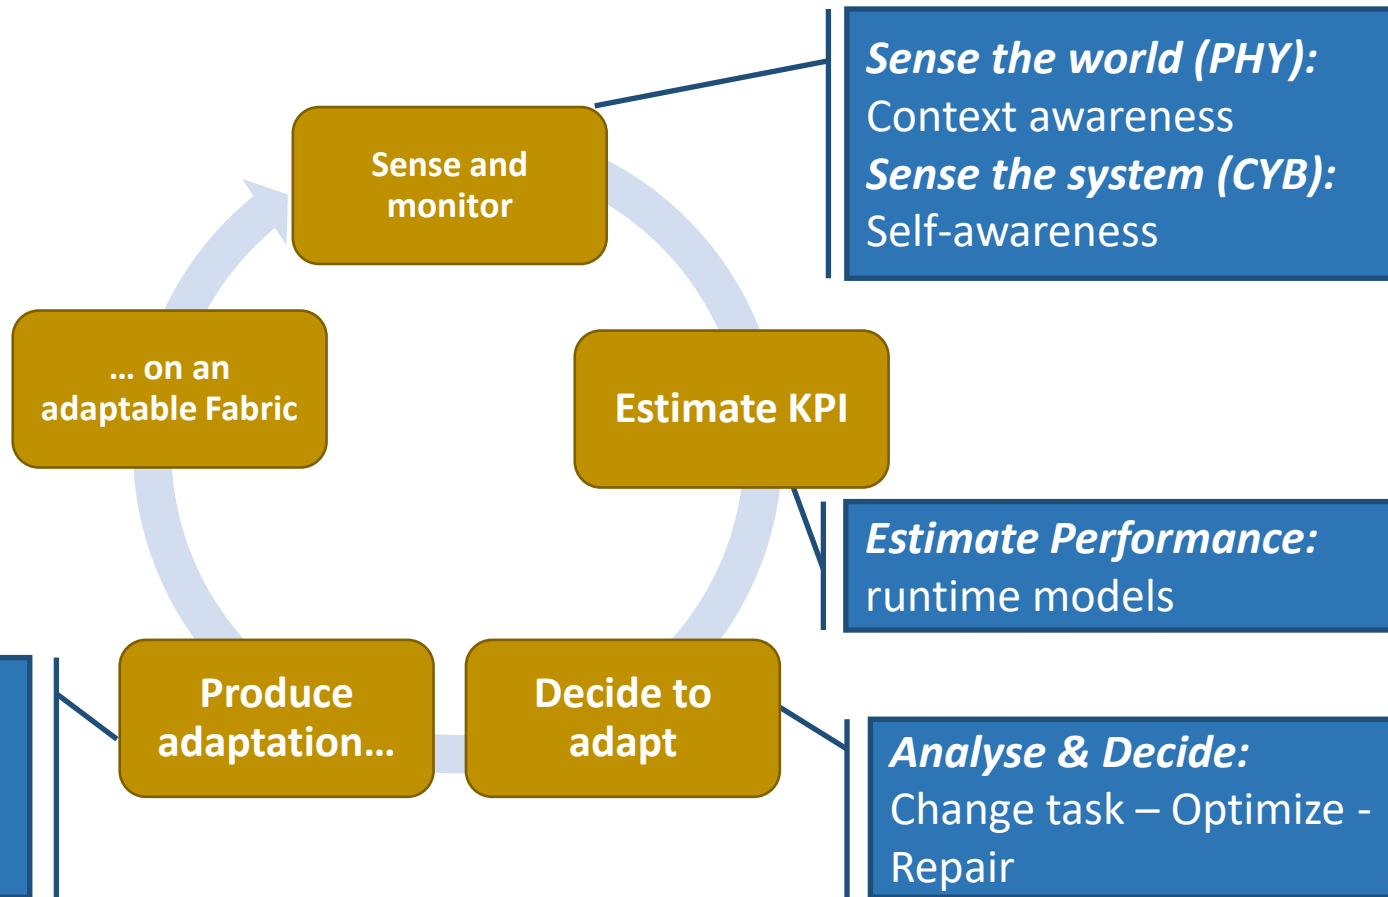 Sense the world (PHY):
Context awareness
Sense the system (CYB):
Self-awareness
Sense and
monitor
… on an
adaptable Fabric
Estimate KPI
Estimate Performance:
runtime models
Produce
adaptation…
Decide to
adapt
Analyse & Decide:
Change task – Optimize -
Repair